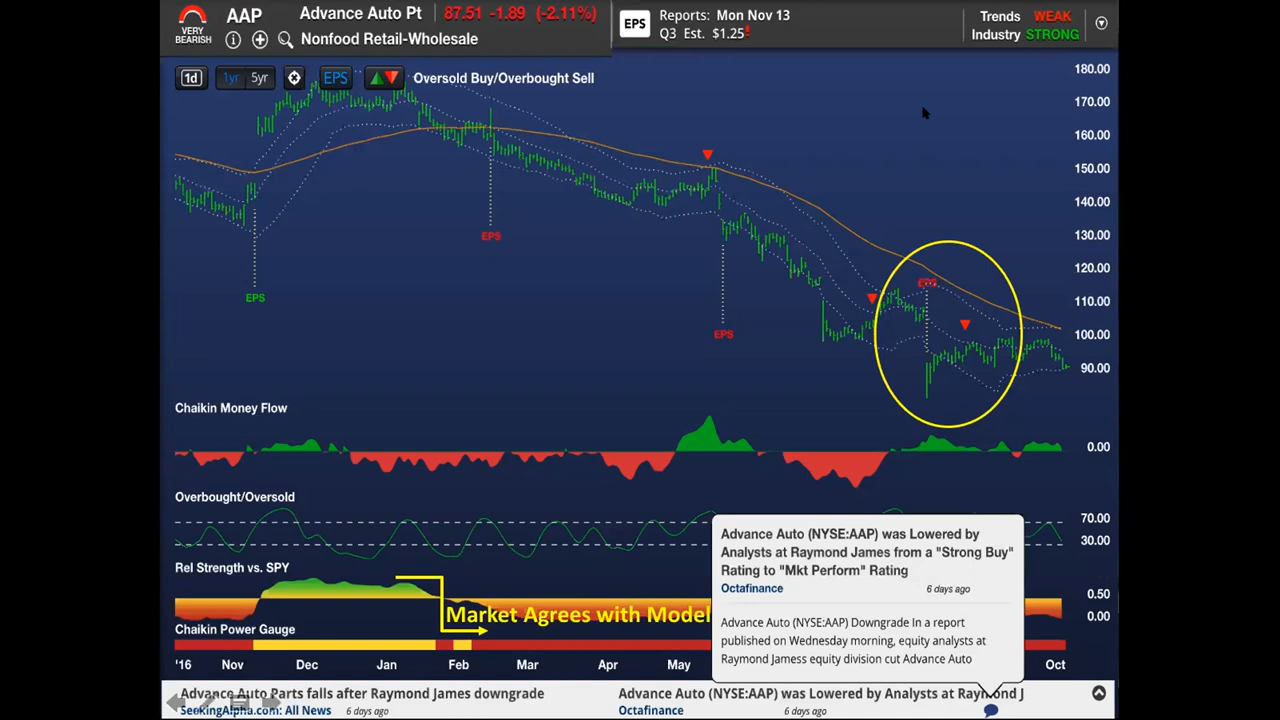 VERY
BEARISH
AAP
Advance Auto Pt 87.51 -1.89 (-2.11%)
Nonfood Retail-Wholesale
EPS
Reports: Mon Nov 13
Q3 Est. $1.25!
Trends WEAK
Industry STRONG
1d 1yr 5yr EPS Oversold Buy/Overbought Sell
180.00
170.00
160.00
150.00
140.00
130.00
120.00
110.00
100.00
90.00
EPS
EPS
EPS
EPS
Chaikin Money Flow
0.00
Overbought/Oversold
70.00
30.00
Rel Strength vs. SPY
0.50
0.00
Market Agrees with Model
Chaikin Power Gauge
'16 Nov Dec Jan Feb Mar Apr May Oct
Advance Auto (NYSE:AAP) was Lowered by
Analysts at Raymond James from a "Strong Buy"
Rating to "Mkt Perform" Rating
Octafinance 6 days ago
Advance Auto (NYSE:AAP) Downgrade In a report
published on Wednesday morning, equity analysts at
Raymond Jamess equity division cut Advance Auto
Advance Auto Parts falls after Raymond James downgrade
SeekingAlpha.com: All News 6 days ago
Advance Auto (NYSE:AAP) was Lowered by Analysts at Raymond J
Octafinance 6 days ago